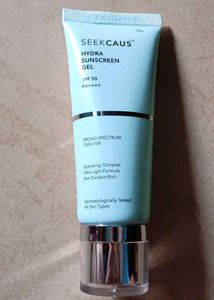 SEEKCAUS™
HYDRA
SUNSCREEN
GEL
SPF 50
PA++++
BROAD SPECTRUM
UVA/UVB
Hydrating Complex
Ultra Light Formula
Anti-Oxidant Rich
Dermatologically Tested
All Skin Types